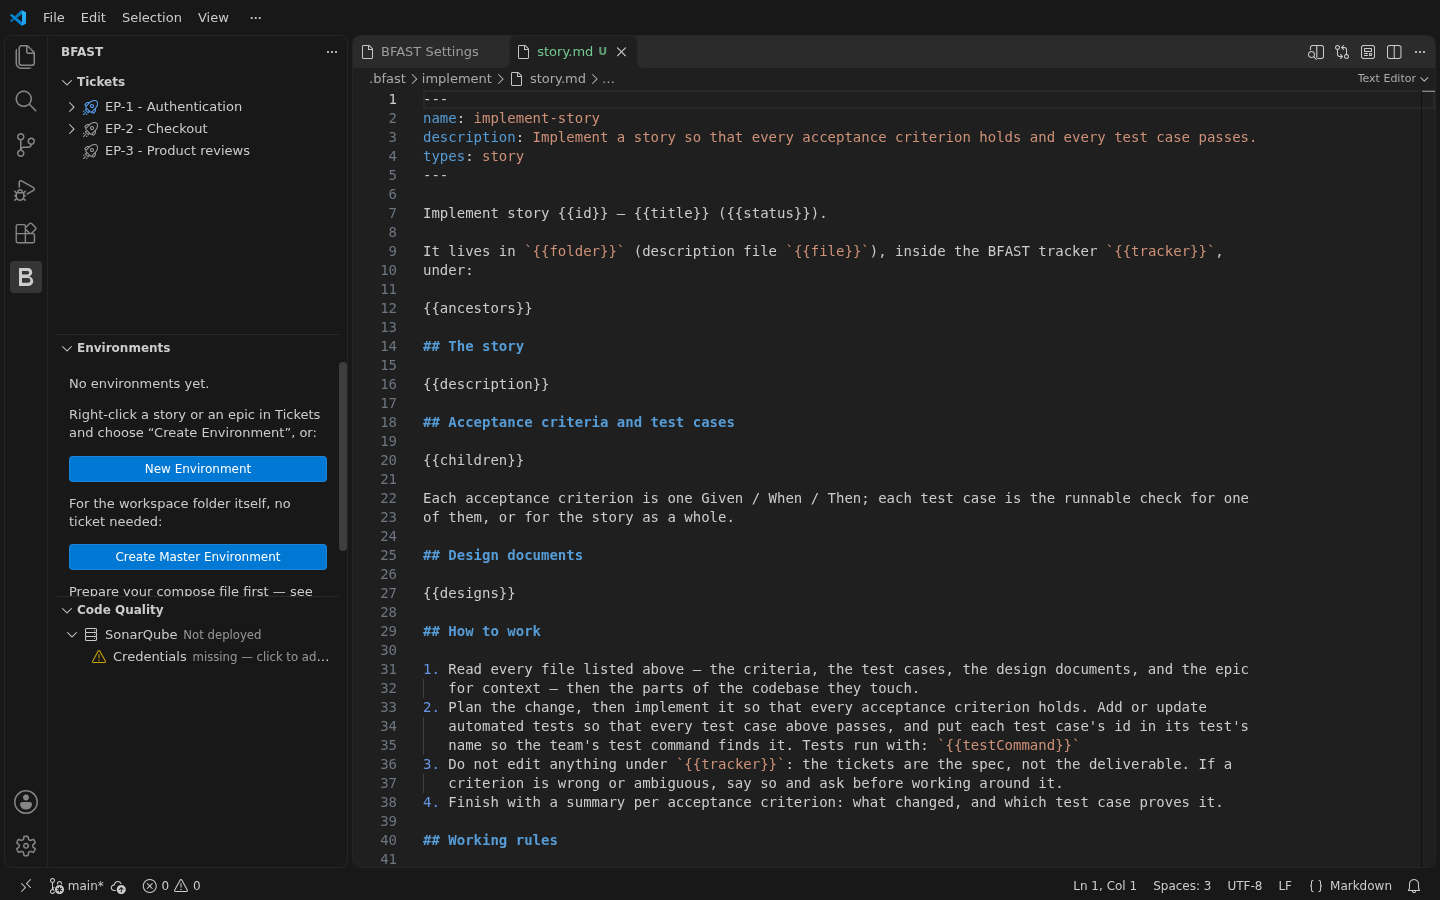 File Edit Selection View ...
BFAST ...
Tickets
EP-1 - Authentication
EP-2 - Checkout
EP-3 - Product reviews
B
Environments
No environments yet.
Right-click a story or an epic in Tickets
and choose “Create Environment”, or:
New Environment
For the workspace folder itself, no
ticket needed:
Create Master Environment
Prepare your compose file first — see
Code Quality
SonarQube Not deployed
Credentials missing — click to ad...
BFAST Settings
story.md U
.bfast > implement > story.md > ...
Text Editor
1 ---
2 name: implement-story
3 description: Implement a story so that every acceptance criterion holds and every test case passes.
4 types: story
5 ---
6
7 Implement story {{id}} — {{title}} ({{status}}).
8
9 It lives in `{{folder}}` (description file `{{file}}`), inside the BFAST tracker `{{tracker}}`,
10 under:
11
12 {{ancestors}}
13
14 ## The story
15
16 {{description}}
17
18 ## Acceptance criteria and test cases
19
20 {{children}}
21
22 Each acceptance criterion is one Given / When / Then; each test case is the runnable check for one
23 of them, or for the story as a whole.
24
25 ## Design documents
26
27 {{designs}}
28
29 ## How to work
30
31 1. Read every file listed above — the criteria, the test cases, the design documents, and the epic
32 for context — then the parts of the codebase they touch.
33 2. Plan the change, then implement it so that every acceptance criterion holds. Add or update
34 automated tests so that every test case above passes, and put each test case's id in its test's
35 name so the team's test command finds it. Tests run with: `{{testCommand}}`
36 3. Do not edit anything under `{{tracker}}`: the tickets are the spec, not the deliverable. If a
37 criterion is wrong or ambiguous, say so and ask before working around it.
38 4. Finish with a summary per acceptance criterion: what changed, and which test case proves it.
39
40 ## Working rules
41
main* 0 0
Ln 1, Col 1 Spaces: 3 UTF-8 LF { } Markdown